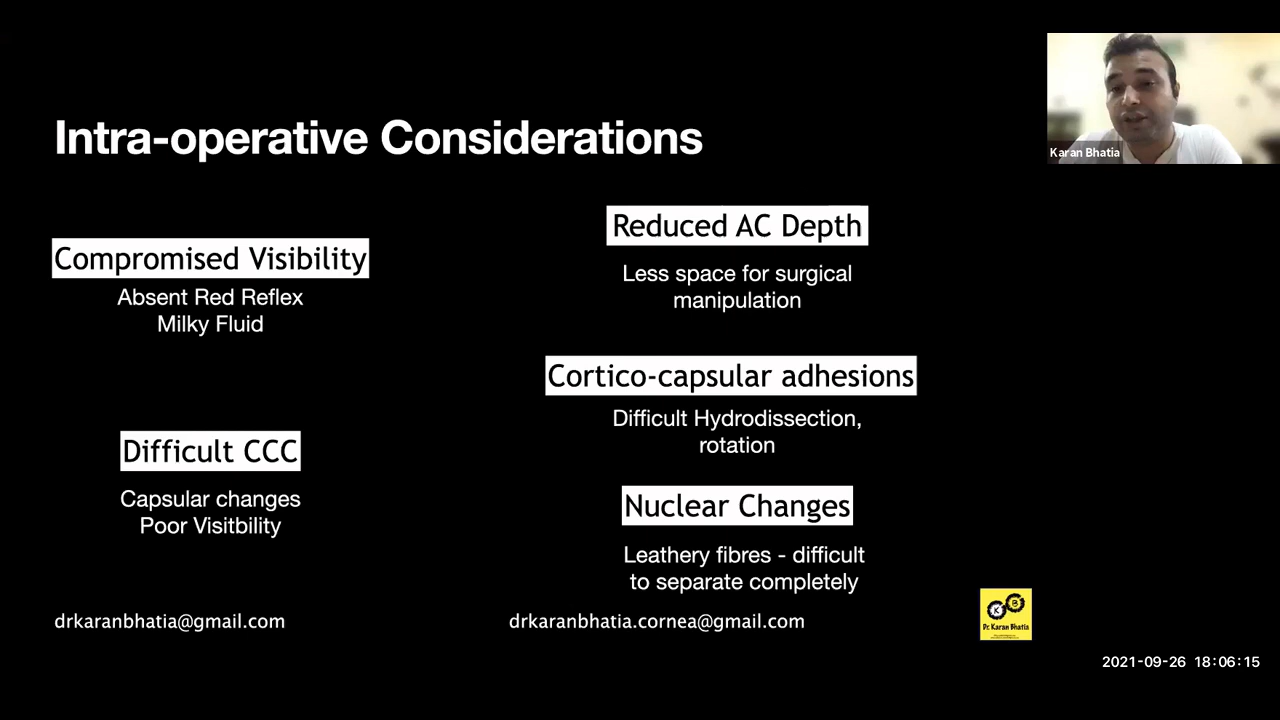 Intra-operative Considerations
Karan Bhatia
Compromised Visibility
Absent Red Reflex
Milky Fluid
Difficult CCC
Capsular changes
Poor Visitbility
Reduced AC Depth
Less space for surgical
manipulation
Cortico-capsular adhesions
Difficult Hydrodissection,
rotation
Nuclear Changes
Leathery fibres - difficult
to separate completely
drkaranbhatia@gmail.com
drkaranbhatia.cornea@gmail.com
K B
Dr. Karan Bhatia
2021-09-26 18:06:15